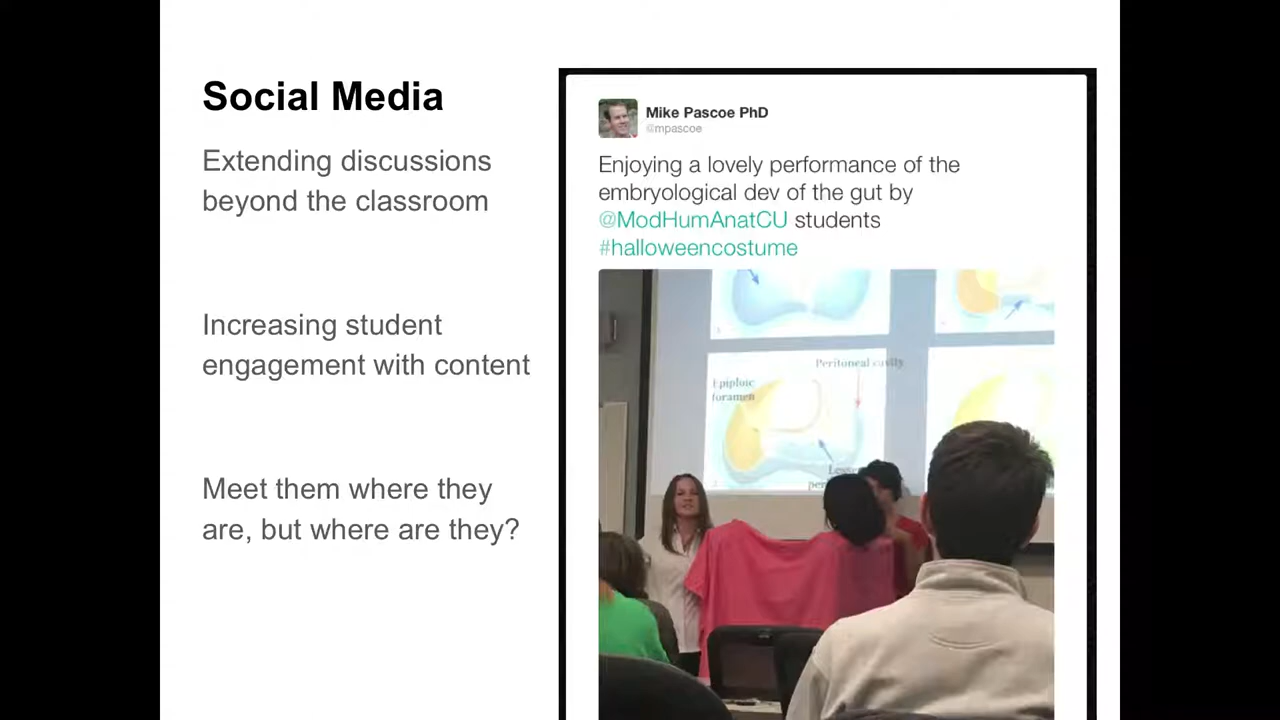 Social Media
Extending discussions
beyond the classroom
Increasing student
engagement with content
Meet them where they
are, but where are they?
Mike Pascoe PhD
@mpascoe
Enjoying a lovely performance of the
embryological dev of the gut by
@ModHumAnatCU students
#halloweencostume
Peritoneal cavity
Epiploic
foramen